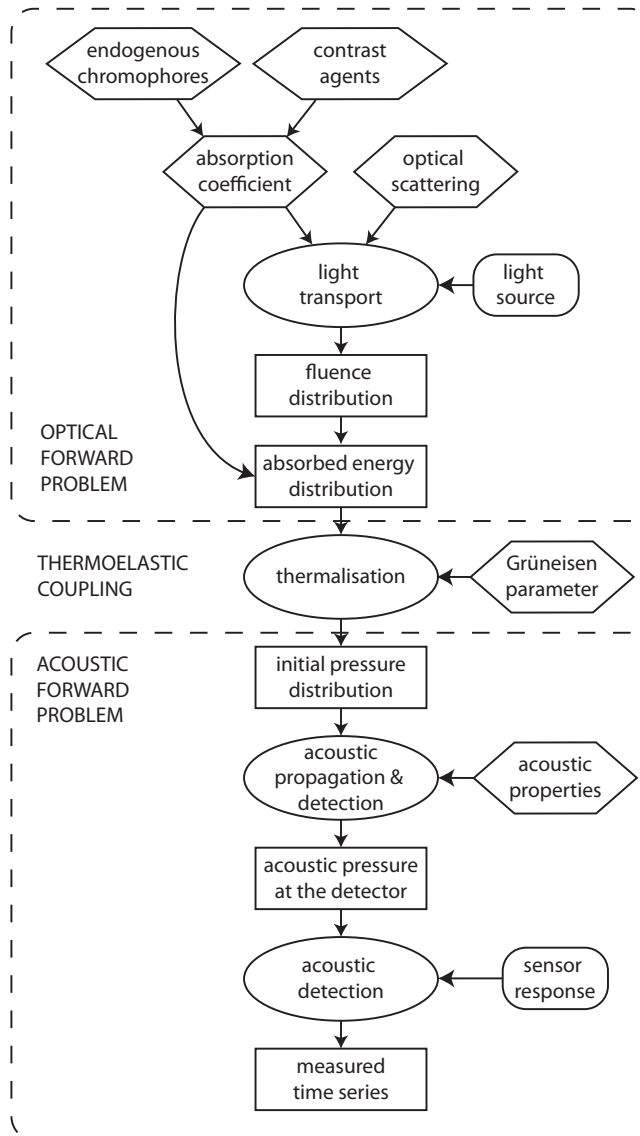 endogenous
chromophores
contrast
agents
absorption
coefficient
optical
scattering
light
transport
light
source
fluence
distribution
OPTICAL
FORWARD
PROBLEM
absorbed energy
distribution
THERMOELASTIC
COUPLING
thermalisation
Grüneisen
parameter
ACOUSTIC
FORWARD
PROBLEM
initial pressure
distribution
acoustic
propagation &
detection
acoustic
properties
acoustic pressure
at the detector
acoustic
detection
sensor
response
measured
time series